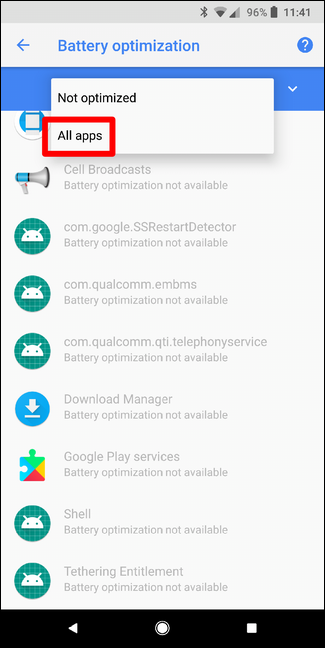 96% 11:41
Battery optimization
Not optimized
All apps
Cell Broadcasts
Battery optimization not available
com.google.SSRestartDetector
Battery optimization not available
com.qualcomm.embms
Battery optimization not available
com.qualcomm.qti.telephonyservice
Battery optimization not available
Download Manager
Battery optimization not available
Google Play services
Battery optimization not available
Shell
Battery optimization not available
Tethering Entitlement
Battery optimization not available